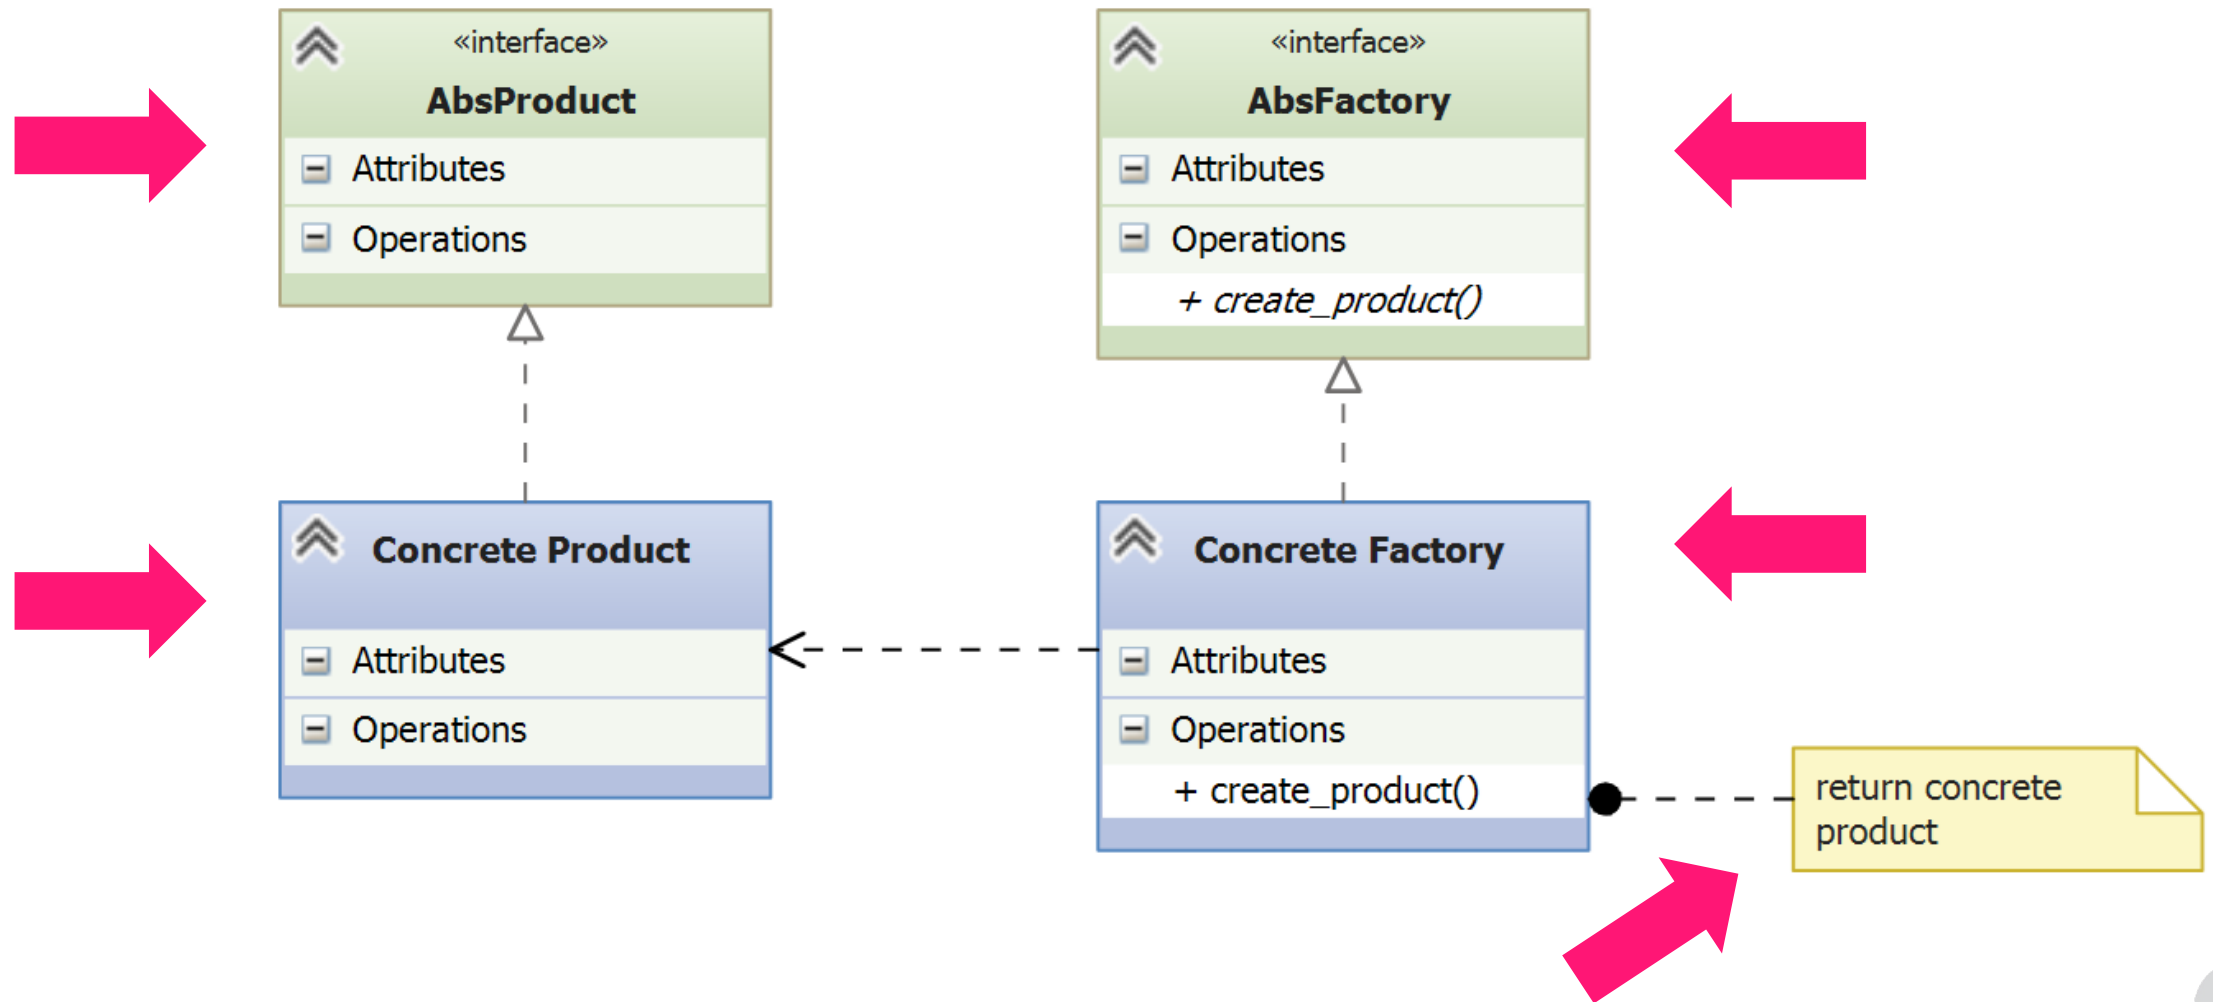 «interface»
AbsProduct
Attributes
Operations
«interface»
AbsFactory
Attributes
Operations
+ create_product()
Concrete Product
Attributes
Operations
Concrete Factory
Attributes
Operations
+ create_product()
return concrete
product